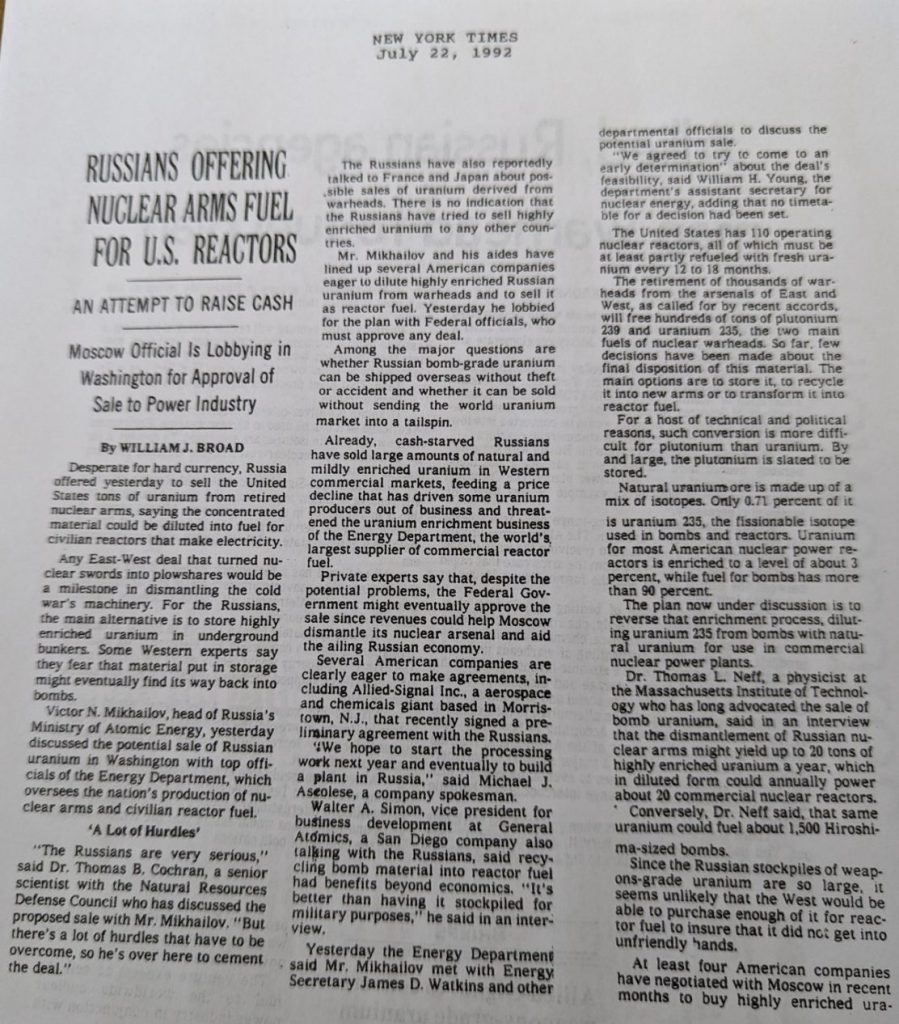 NEW YORK TIMES
July 22, 1992
RUSSIANS OFFERING
NUCLEAR ARMS FUEL
FOR U.S. REACTORS
AN ATTEMPT TO RAISE CASH
Moscow Official Is Lobbying in
Washington for Approval of
Sale to Power Industry
By WILLIAM J. BROAD
Desperate for hard currency, Russia
offered yesterday to sell the United
States tons of uranium from retired
nuclear arms, saying the concentrated
material could be diluted into fuel for
civilian reactors that make electricity.
Any East-West deal that turned nu-
clear swords into plowshares would be
a milestone in dismantling the cold
war's machinery. For the Russians,
the main alternative is to store highly
enriched uranium in underground
bunkers. Some Western experts say
they fear that material put in storage
might eventually find its way back into
bombs.
Victor N. Mikhailov, head of Russia's
Ministry of Atomic Energy, yesterday
discussed the potential sale of Russian
uranium in Washington with top offi-
cials of the Energy Department, which
oversees the nation's production of nu-
clear arms and civilian reactor fuel.
'A Lot of Hurdles'
"The Russians are very serious,"
said Dr. Thomas B. Cochran, a senior
scientist with the Natural Resources
Defense Council who has discussed the
proposed sale with Mr. Mikhailov. "But
there's a lot of hurdles that have to be
overcome, so he's over here to cement
the deal."
The Russians have also reportedly
talked to France and Japan about pos-
sible sales of uranium derived from
warheads. There is no indication that
the Russians have tried to sell highly
enriched uranium to any other coun-
tries.
Mr. Mikhailov and his aides have
lined up several American companies
eager to dilute highly enriched Russian
uranium from warheads and to sell it
as reactor fuel. Yesterday he lobbied
for the plan with Federal officials, who
must approve any deal.
Among the major questions are
whether Russian bomb-grade uranium
can be shipped overseas without theft
or accident and whether it can be sold
without sending the world uranium
market into a tailspin.
Already, cash-starved Russians
have sold large amounts of natural and
mildly enriched uranium in Western
commercial markets, feeding a price
decline that has driven some uranium
producers out of business and threat-
ened the uranium enrichment business
of the Energy Department, the world's
largest supplier of commercial reactor
fuel.
Private experts say that, despite the
potential problems, the Federal Gov-
ernment might eventually approve the
sale since revenues could help Moscow
dismantle its nuclear arsenal and aid
the ailing Russian economy.
Several American companies are
clearly eager to make agreements, in-
cluding Allied-Signal Inc., a aerospace
and chemicals giant based in Morris-
town, N.J., that recently signed a pre-
liminary agreement with the Russians.
"We hope to start the processing
work next year and eventually to build
a plant in Russia," said Michael J.
Ascolese, a company spokesman.
Walter A. Simon, vice president for
business development at General
Atomics, a San Diego company also
talking with the Russians, said recy-
cling bomb material into reactor fuel
had benefits beyond economics. "It's
better than having it stockpiled for
military purposes," he said in an inter-
view.
Yesterday the Energy Department
said Mr. Mikhailov met with Energy
Secretary James D. Watkins and other
departmental officials to discuss the
potential uranium sale.
"We agreed to try to come to an
early determination" about the deal's
feasibility, said William H. Young, the
department's assistant secretary for
nuclear energy, adding that no timeta-
ble for a decision had been set.
The United States has 110 operating
nuclear reactors, all of which must be
at least partly refueled with fresh ura-
nium every 12 to 18 months.
The retirement of thousands of war-
heads from the arsenals of East and
West, as called for by recent accords,
will free hundreds of tons of plutonium
239 and uranium 235, the two main
fuels of nuclear warheads. So far, few
decisions have been made about the
final disposition of this material. The
main options are to store it, to recycle
it into new arms or to transform it into
reactor fuel.
For a host of technical and political
reasons, such conversion is more diffi-
cult for plutonium than uranium. By
and large, the plutonium is slated to be
stored.
Natural uranium ore is made up of a
mix of isotopes. Only 0.71 percent of it
is uranium 235, the fissionable isotope
used in bombs and reactors. Uranium
for most American nuclear power re-
actors is enriched to a level of about 3
percent, while fuel for bombs has more
than 90 percent.
The plan now under discussion is to
reverse that enrichment process, dilut-
ing uranium 235 from bombs with natu-
ral uranium for use in commercial
nuclear power plants.
Dr. Thomas L. Neff, a physicist at
the Massachusetts Institute of Technol-
ogy who has long advocated the sale of
bomb uranium, said in an interview
that the dismantlement of Russian nu-
clear arms might yield up to 20 tons of
highly enriched uranium a year, which
in diluted form could annually power
about 20 commercial nuclear reactors.
Conversely, Dr. Neff said, that same
uranium could fuel about 1,500 Hiroshi-
ma-sized bombs.
Since the Russian stockpiles of weap-
ons-grade uranium are so large, it
seems unlikely that the West would be
able to purchase enough of it for reac-
tor fuel to insure that it did not get into
unfriendly hands.
At least four American companies
have negotiated with Moscow in recent
months to buy highly enriched ura-